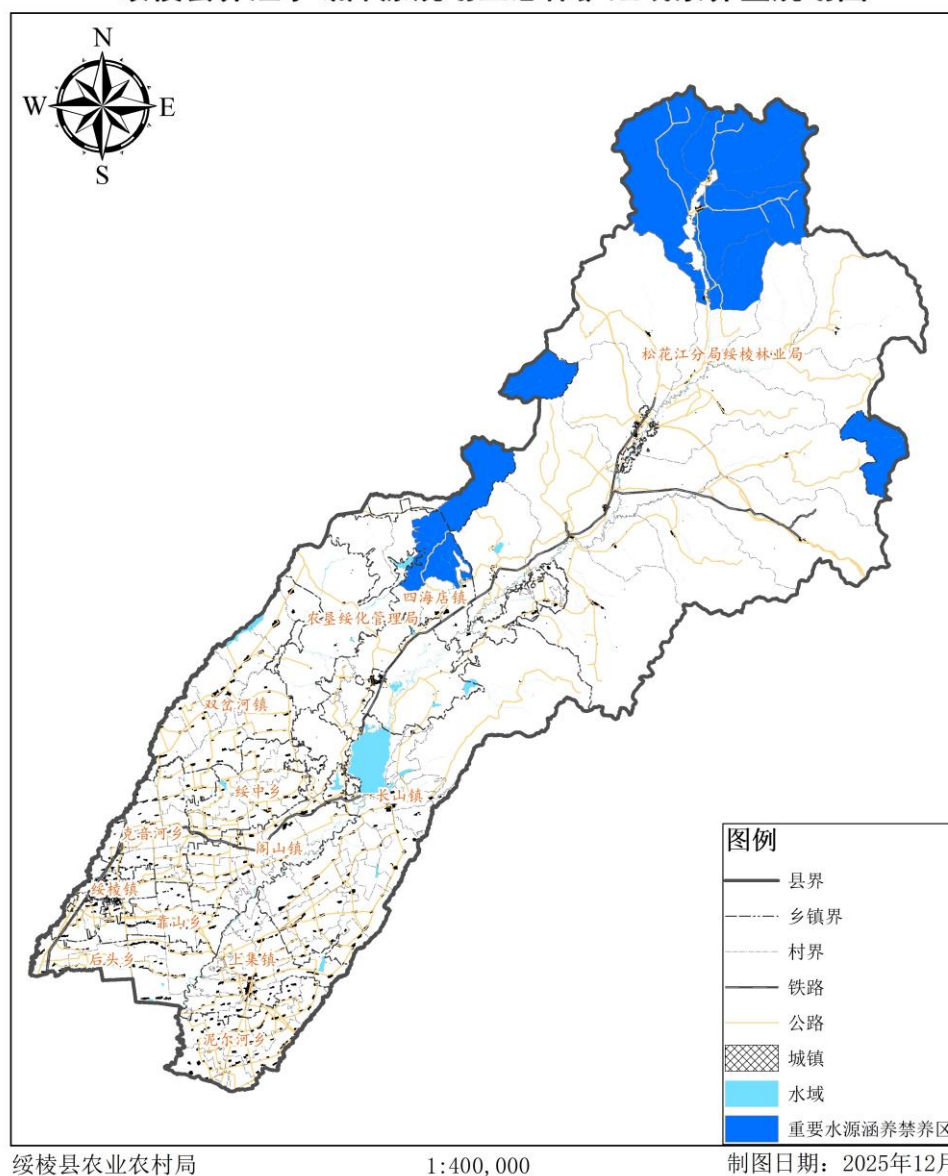 N
W E
S
松花江分局绥棱林业局
四海店镇
农垦绥化管理局
双岔河镇
绥中乡
长山镇
克音河乡
阁山镇
绥棱镇
靠山乡
后头乡
上集镇
泥尔河乡
图例
县界
乡镇界
村界
铁路
公路
城镇
水域
重要水源涵养禁养区
绥棱县农业农村局 1:400,000 制图日期：2025年12月